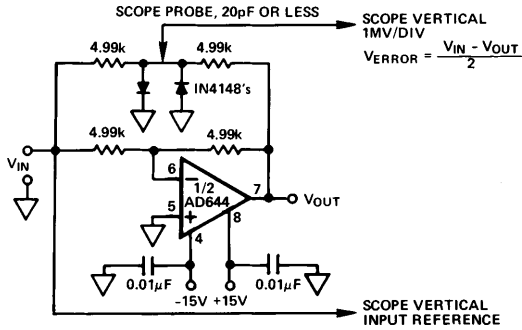 SCOPE PROBE, 20pF OR LESS
SCOPE VERTICAL
1MV/DIV
VERROR = VIN - VOUT
2
4.99k
4.99k
IN4148's
4.99k
4.99k
VIN
6
−
1/2
AD644
7
VOUT
5
+
8
4
0.01μF
-15V
+15V
0.01μF
SCOPE VERTICAL
INPUT REFERENCE